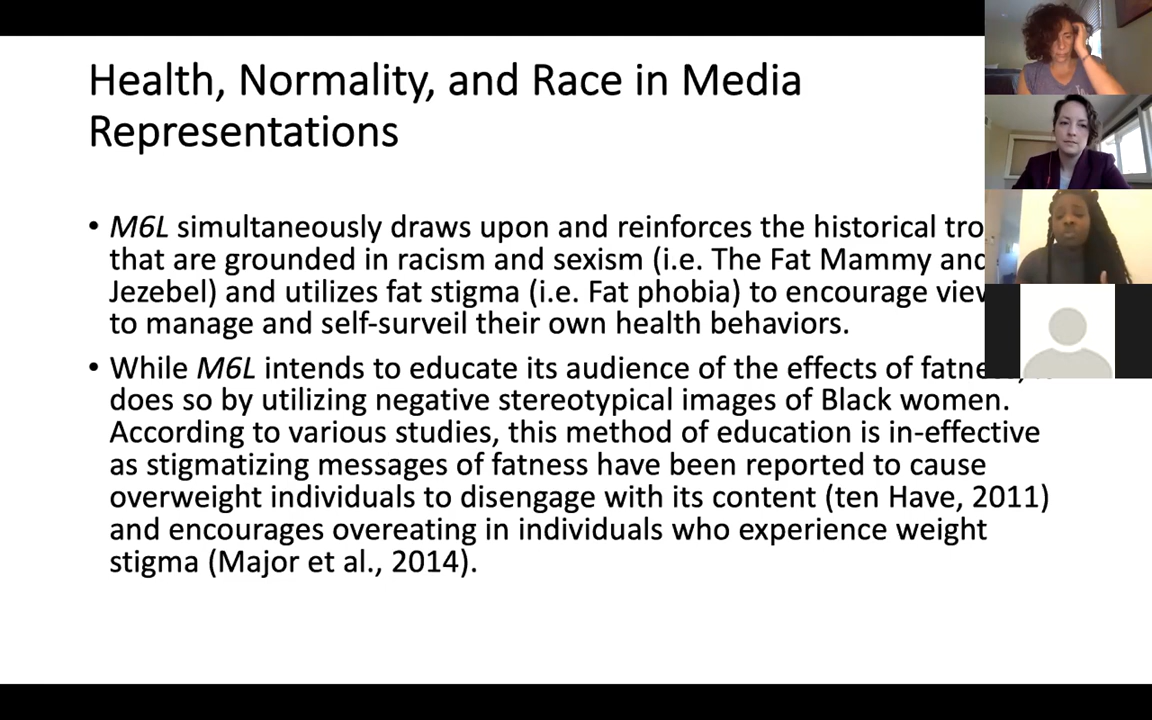 Health, Normality, and Race in Media
Representations
• M6L simultaneously draws upon and reinforces the historical tro
that are grounded in racism and sexism (i.e. The Fat Mammy and
Jezebel) and utilizes fat stigma (i.e. Fat phobia) to encourage view
to manage and self-surveil their own health behaviors.
• While M6L intends to educate its audience of the effects of fatne
does so by utilizing negative stereotypical images of Black women.
According to various studies, this method of education is in-effective
as stigmatizing messages of fatness have been reported to cause
overweight individuals to disengage with its content (ten Have, 2011)
and encourages overeating in individuals who experience weight
stigma (Major et al., 2014).